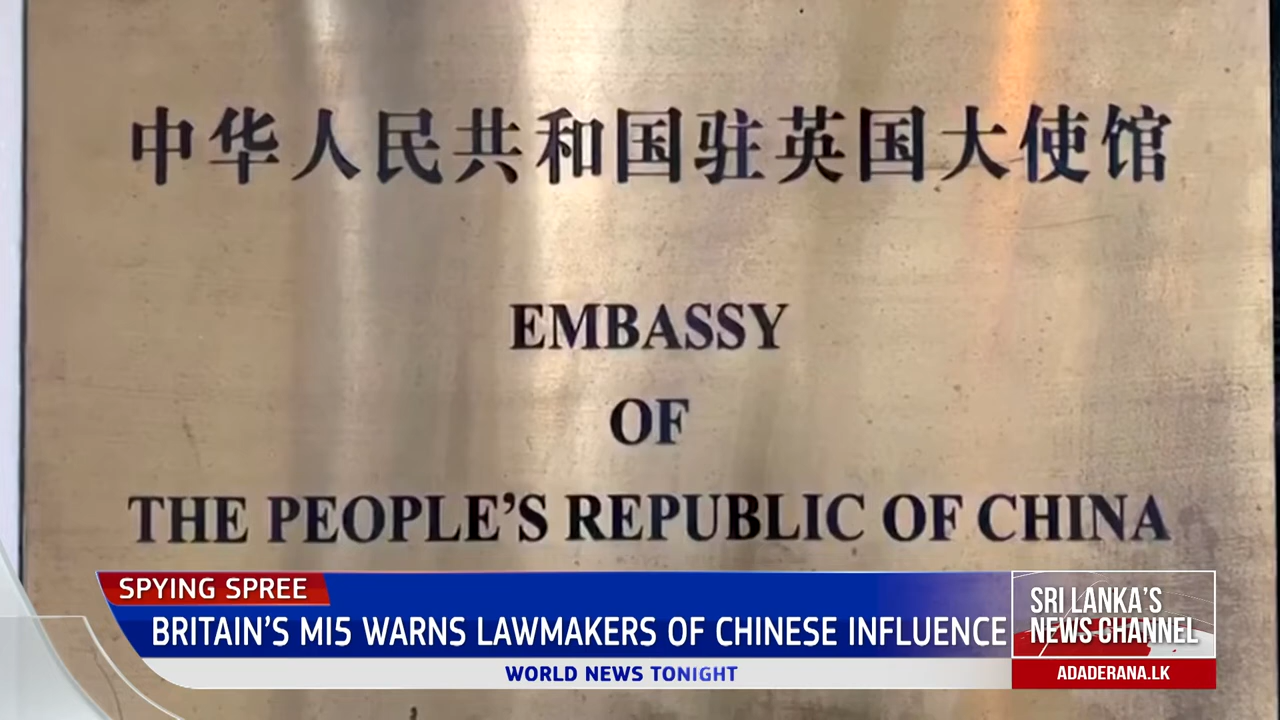 中华人民共和国驻英国大使馆
EMBASSY
OF
THE PEOPLE'S REPUBLIC OF CHINA
SPYING SPREE
BRITAIN'S MI5 WARNS LAWMAKERS OF CHINESE INFLUENCE
WORLD NEWS TONIGHT
SRI LANKA'S
NEWS CHANNEL
ADADERANA.LK